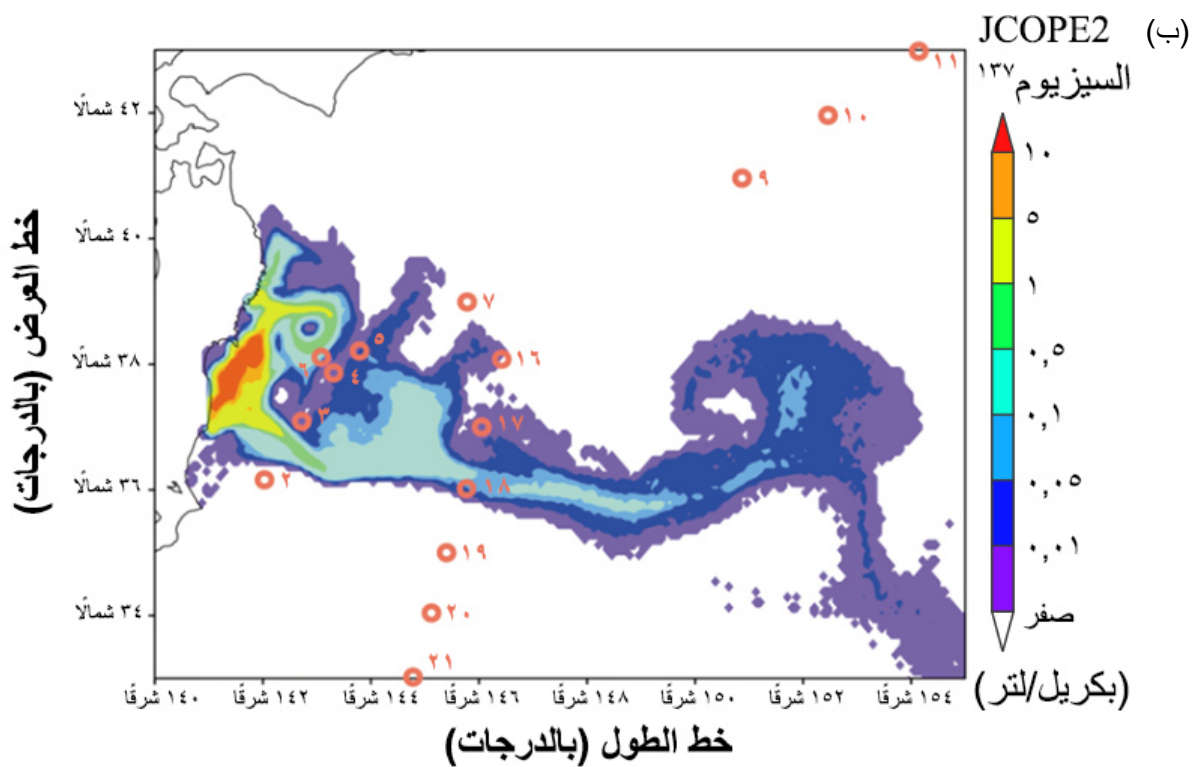 JCOPE2 (ب)
السيزيوم ١٣٧
١٠
٥
١
٠,٥
٠,١
٠,٠٥
٠,٠١
صفر
(بكريل/لتر)
خط العرض (بالدرجات)
٤٢ شمالًا
٤٠ شمالًا
٣٨ شمالًا
٣٦ شمالًا
٣٤ شمالًا
١١
١٠
٩
٧
٥
١٦
٦
٤
٣
١٧
٢
١٨
١٩
٢٠
٢١
١٤٠ شرقًا ١٤٢ شرقًا ١٤٤ شرقًا ١٤٦ شرقًا ١٤٨ شرقًا ١٥٠ شرقًا ١٥٢ شرقًا ١٥٤ شرقًا
خط الطول (بالدرجات)